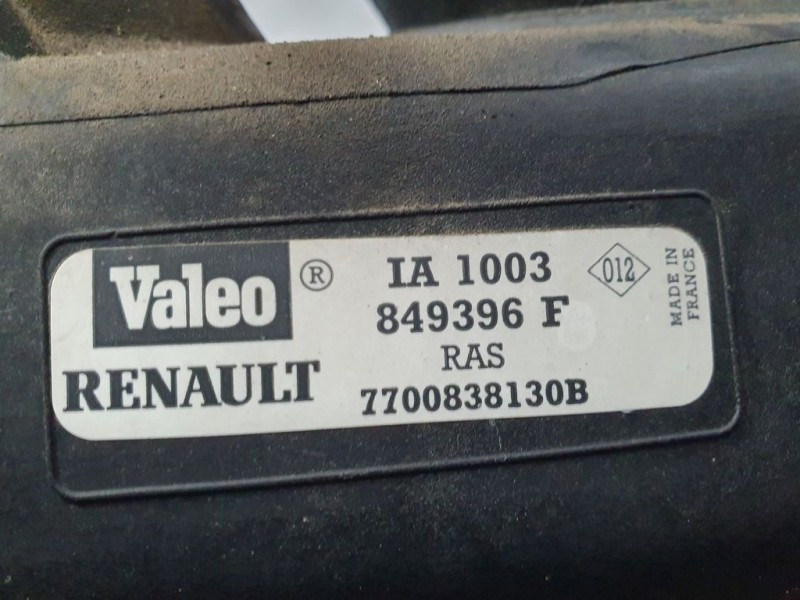 Valeo ®
RENAULT
IA 1003
849396 F
RAS
7700838130B
012
MADE IN
FRANCE